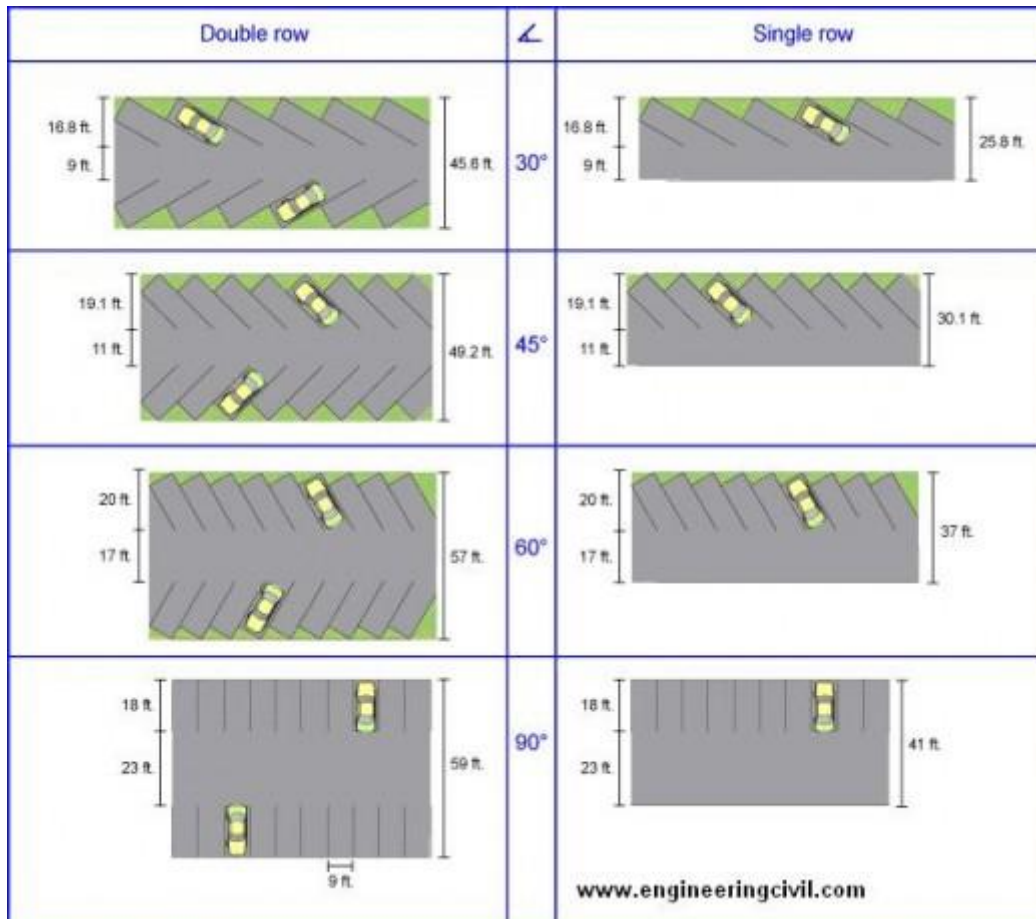 Double row
∠
Single row
16.8 ft.
9 ft.
45.6 ft.
30°
16.8 ft.
9 ft.
25.8 ft.
19.1 ft.
11 ft.
49.2 ft.
45°
19.1 ft.
11 ft.
30.1 ft.
20 ft.
17 ft.
57 ft.
60°
20 ft.
17 ft.
37 ft.
18 ft.
23 ft.
59 ft.
9 ft.
90°
18 ft.
23 ft.
41 ft.
www.engineeringcivil.com